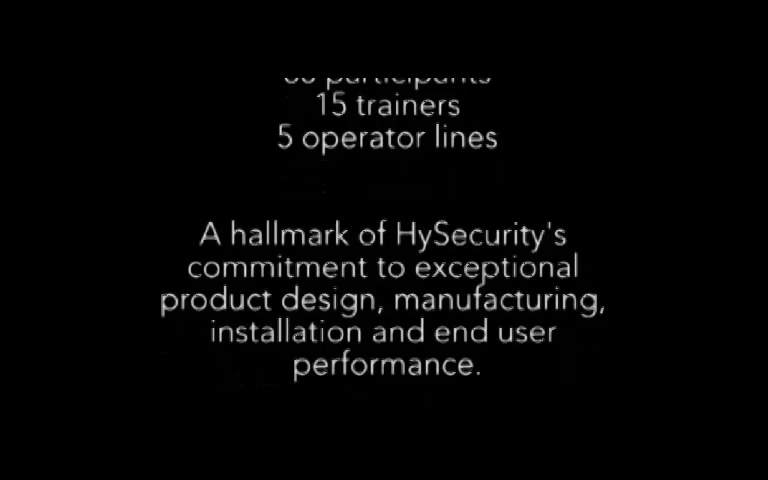 participants
15 trainers
5 operator lines
A hallmark of HySecurity's
commitment to exceptional
product design, manufacturing,
installation and end user
performance.